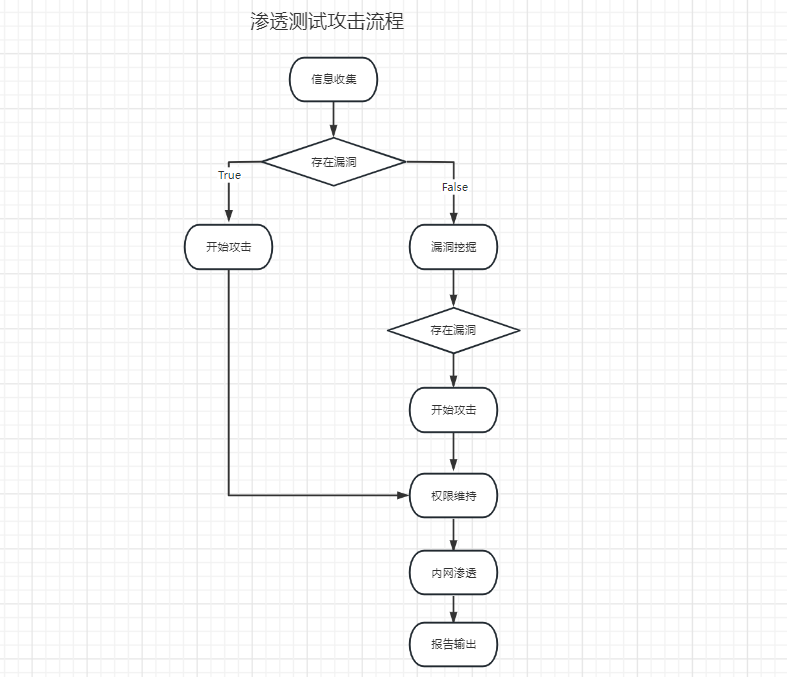 渗透测试攻击流程
信息收集
存在漏洞
True
False
开始攻击
漏洞挖掘
存在漏洞
开始攻击
权限维持
内网渗透
报告输出